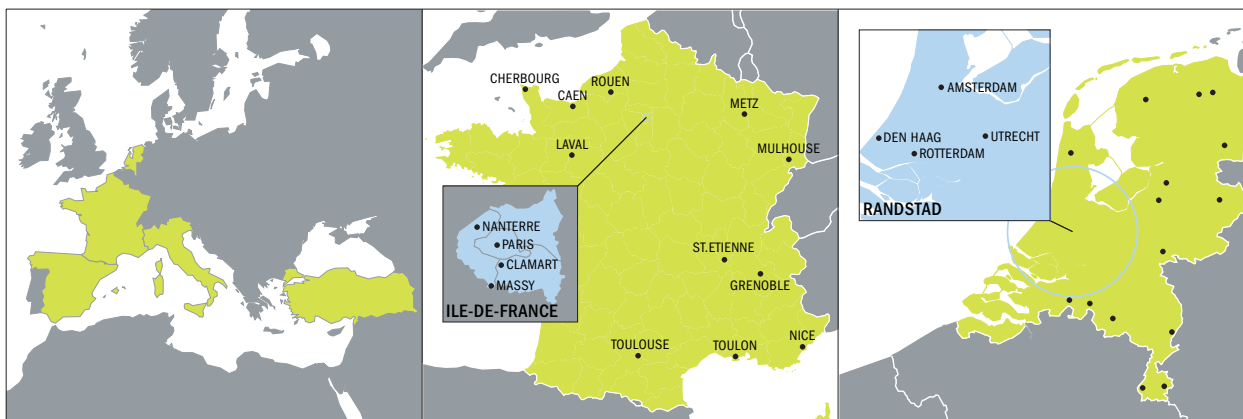 CHERBOURG
ROUEN
CAEN
METZ
LAVAL
MULHOUSE
NANTERRE
PARIS
CLAMART
MASSY
ILE-DE-FRANCE
ST.ETIENNE
GRENOBLE
TOULOUSE
TOULON
NICE
AMSTERDAM
DEN HAAG
UTRECHT
ROTTERDAM
RANDSTAD